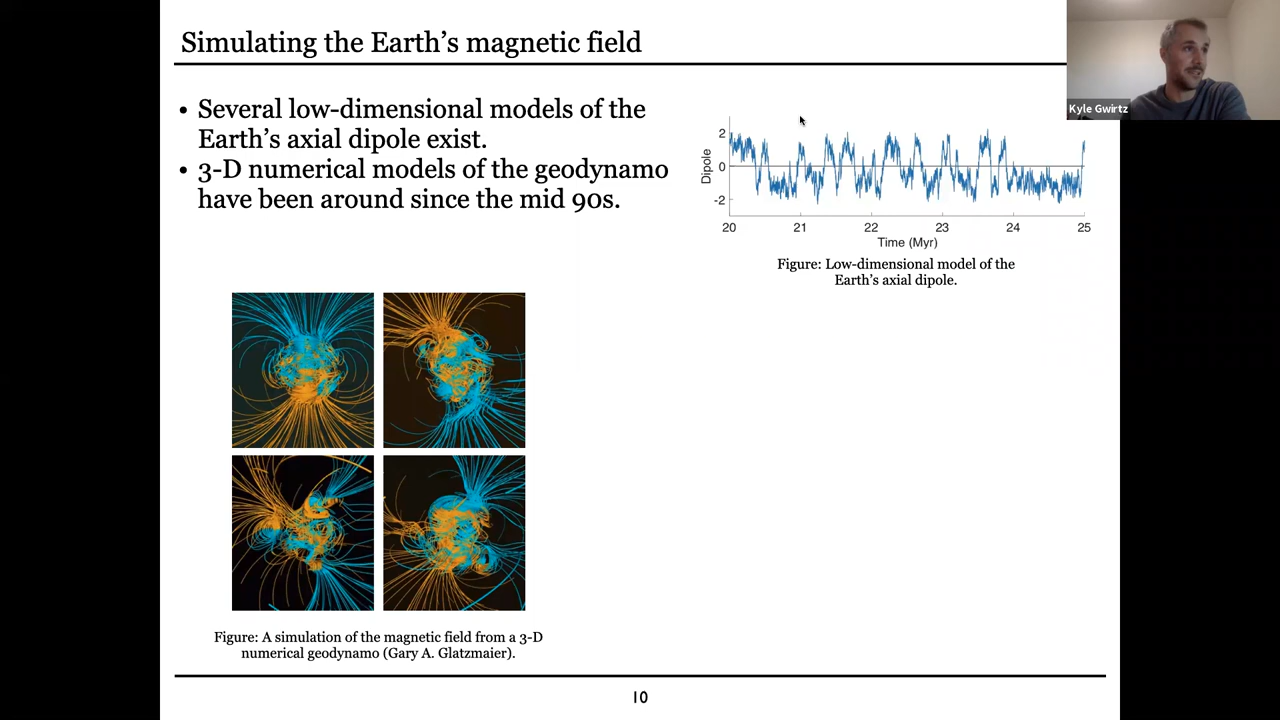 Simulating the Earth's magnetic field
Kyle Gwirtz
• Several low-dimensional models of the
Earth's axial dipole exist.
• 3-D numerical models of the geodynamo
have been around since the mid 90s.
Dipole
2
0
-2
20 21 22 23 24 25
Time (Myr)
Figure: Low-dimensional model of the
Earth's axial dipole.
Figure: A simulation of the magnetic field from a 3-D
numerical geodynamo (Gary A. Glatzmaier).
10